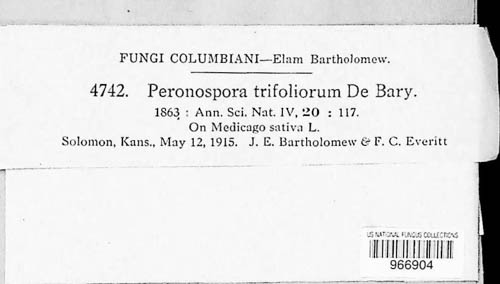 FUNGI COLUMBIANI—Elam Bartholomew.
4742. Peronospora trifoliorum De Bary.
1863 : Ann. Sci. Nat. IV, 20 : 117.
On Medicago sativa L.
Solomon, Kans., May 12, 1915. J. E. Bartholomew & F. C. Everitt
US NATIONAL FUNGUS COLLECTIONS
966904